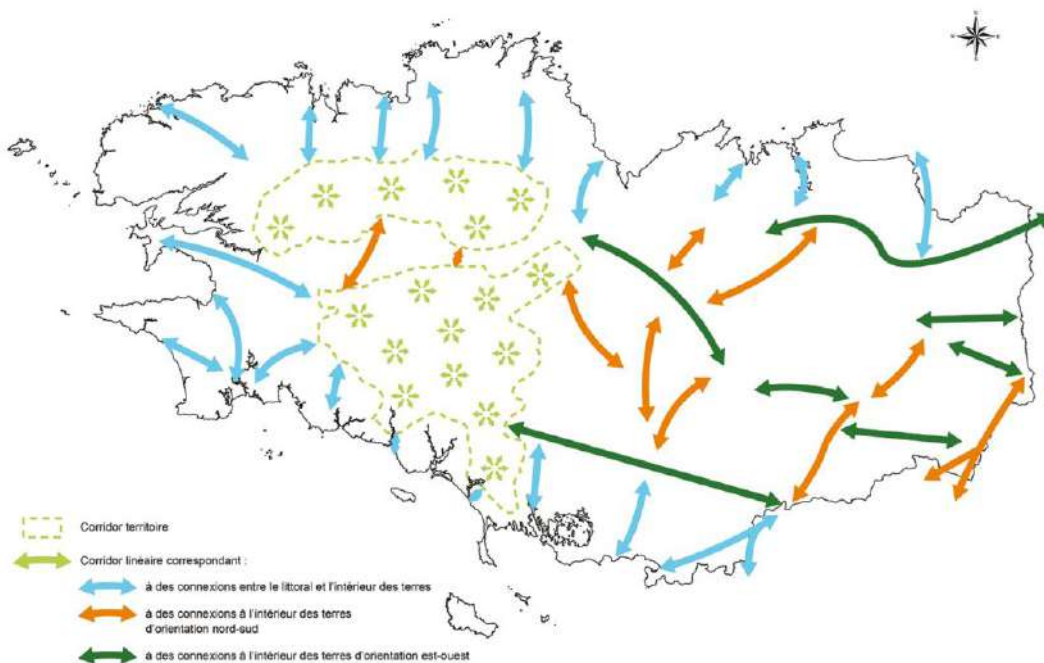 Corridor territoire
Corridor linéaire correspondant :
à des connexions entre le littoral et l'intérieur des terres
à des connexions à l'intérieur des terres
d'orientation nord-sud
à des connexions à l'intérieur des terres d'orientation est-ouest